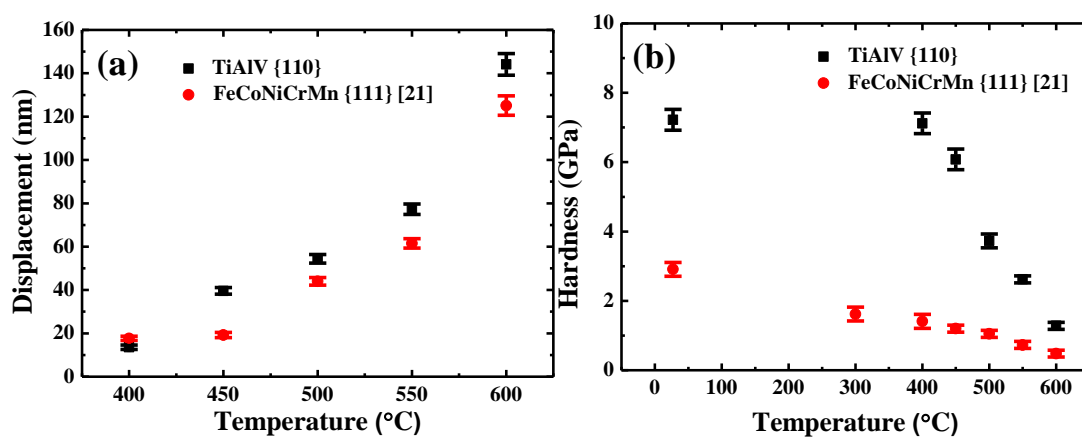 (a)
TiAlV {110}
FeCoNiCrMn {111} [21]
Displacement (nm)
160
140
120
100
80
60
40
20
0
400 450 500 550 600
Temperature (°C)
(b)
TiAlV {110}
FeCoNiCrMn {111} [21]
Hardness (GPa)
10
8
6
4
2
0
0 100 200 300 400 500 600
Temperature (°C)